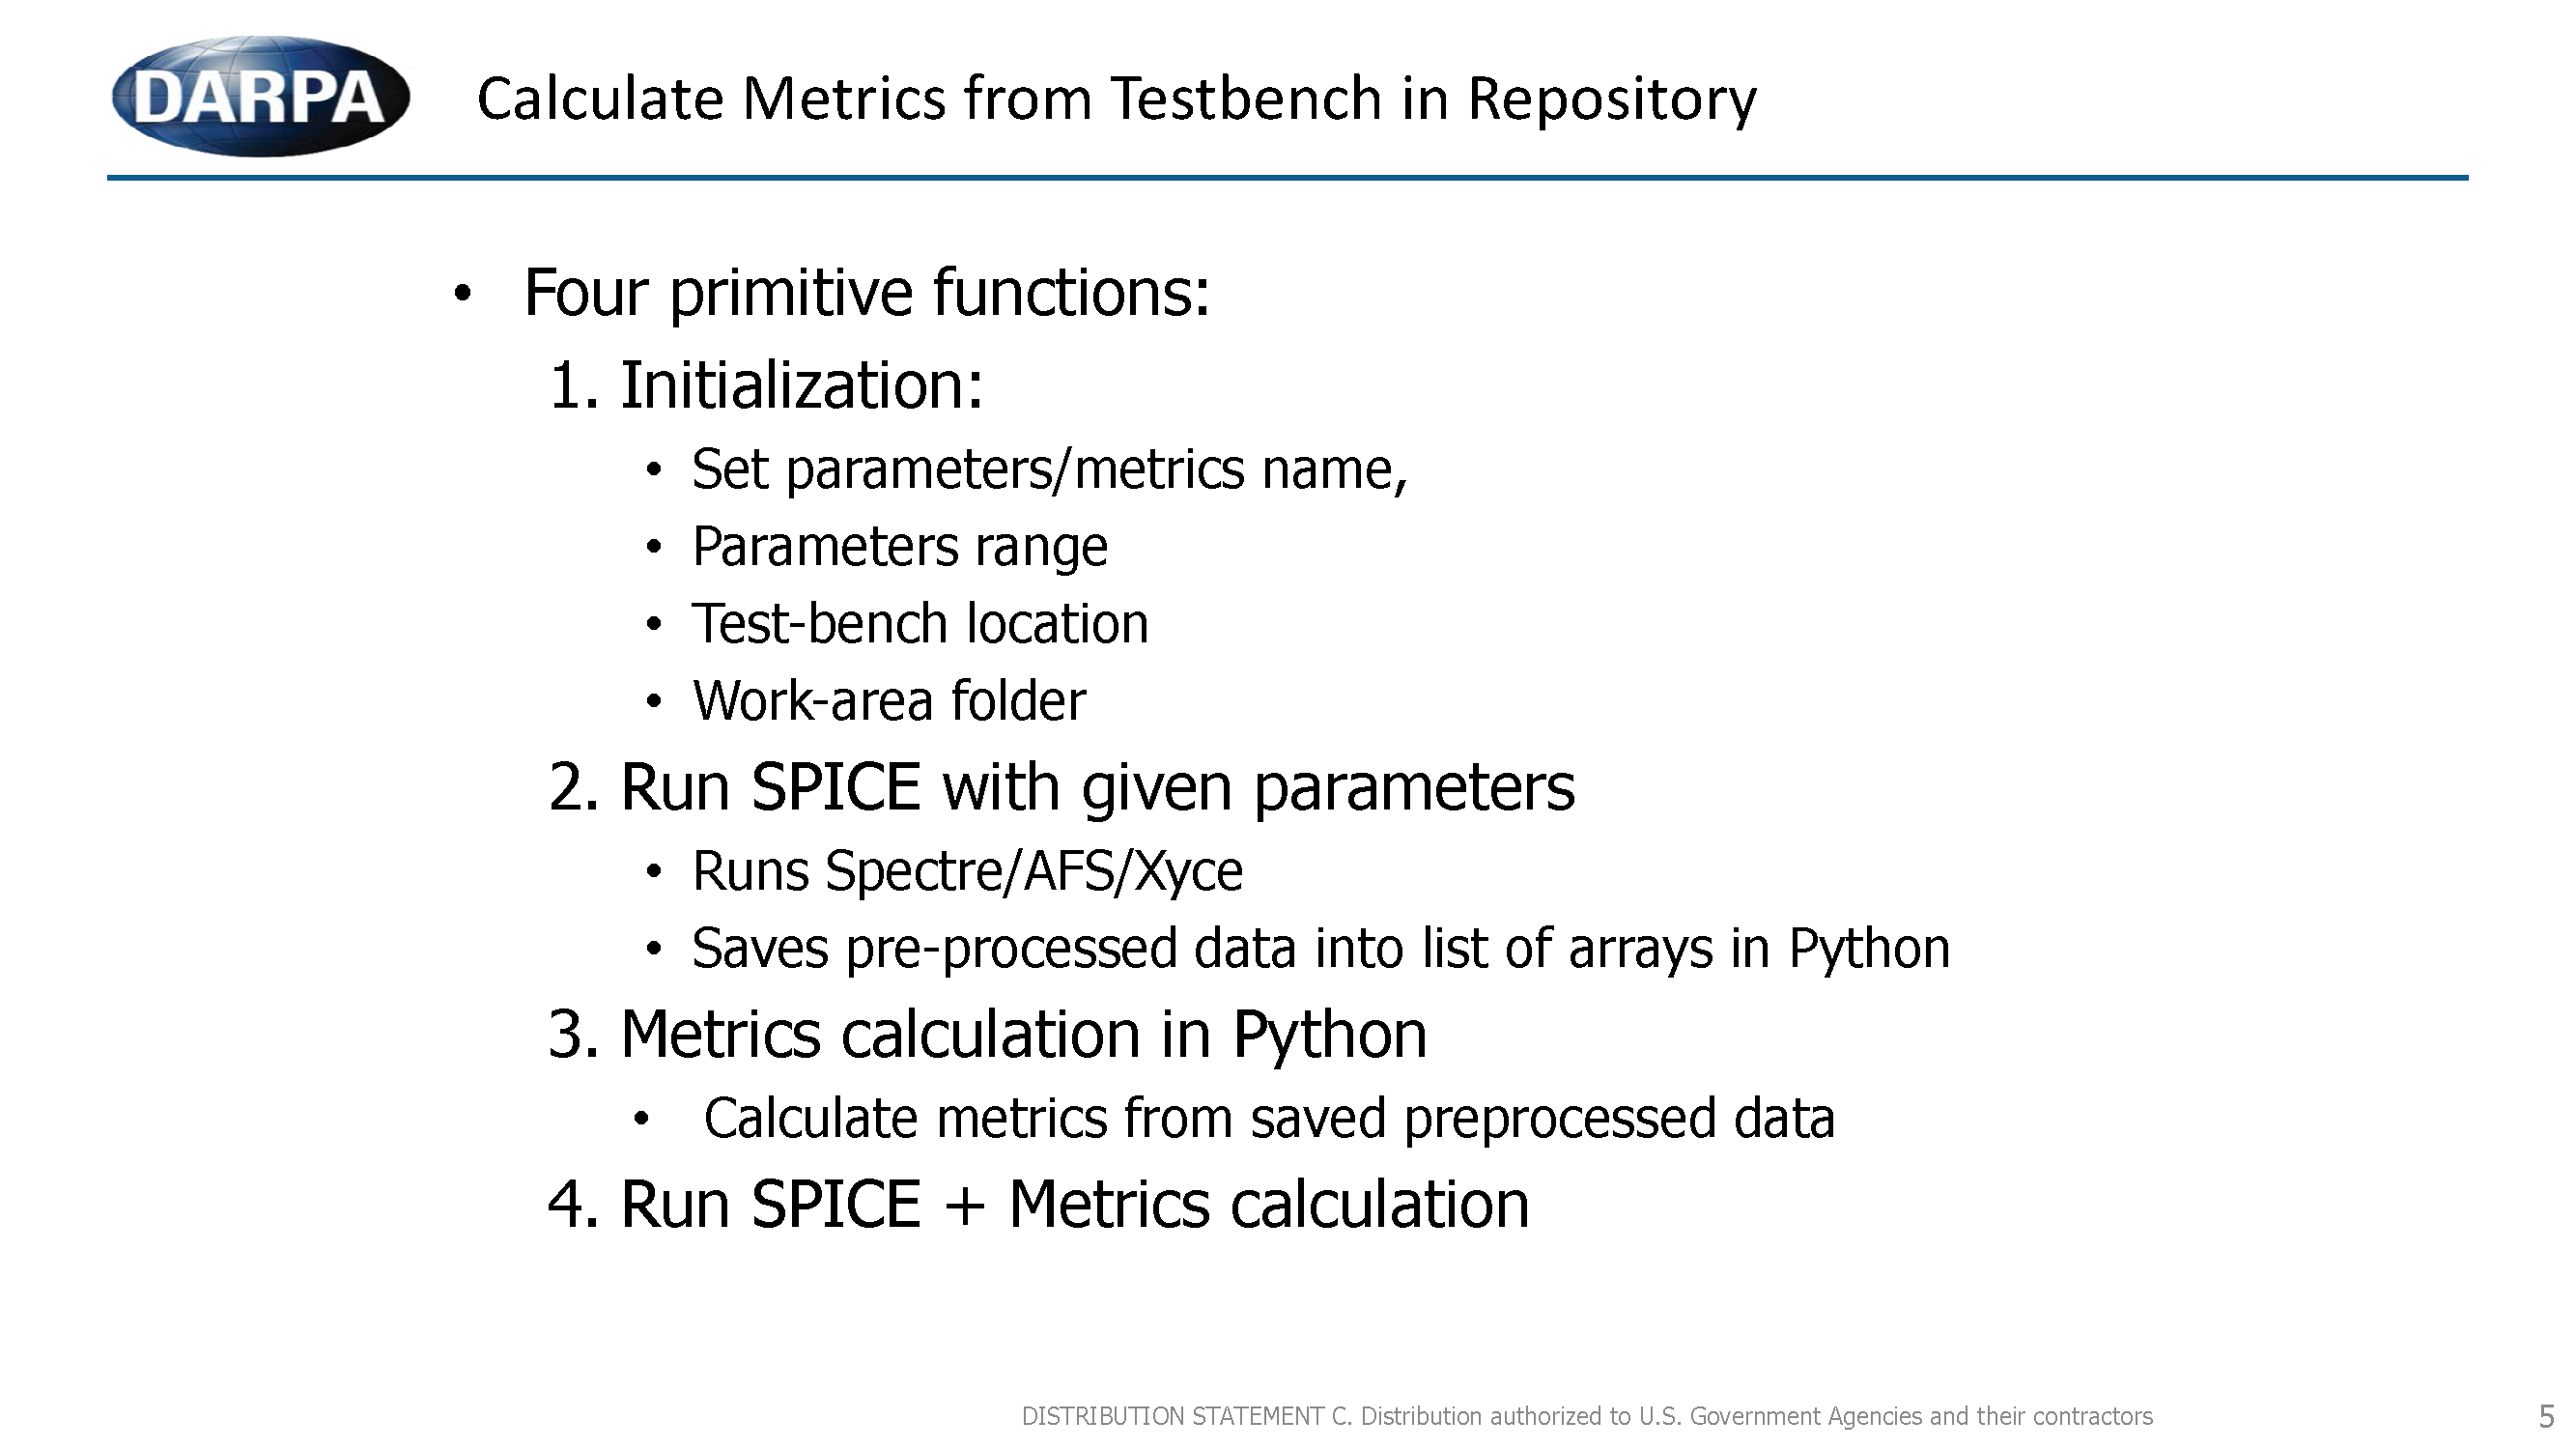 DARPA
Calculate Metrics from Testbench in Repository
• Four primitive functions:
1. Initialization:
• Set parameters/metrics name,
• Parameters range
• Test-bench location
• Work-area folder
2. Run SPICE with given parameters
• Runs Spectre/AFS/Xyce
• Saves pre-processed data into list of arrays in Python
3. Metrics calculation in Python
• Calculate metrics from saved preprocessed data
4. Run SPICE + Metrics calculation
DISTRIBUTION STATEMENT C. Distribution authorized to U.S. Government Agencies and their contractors
5